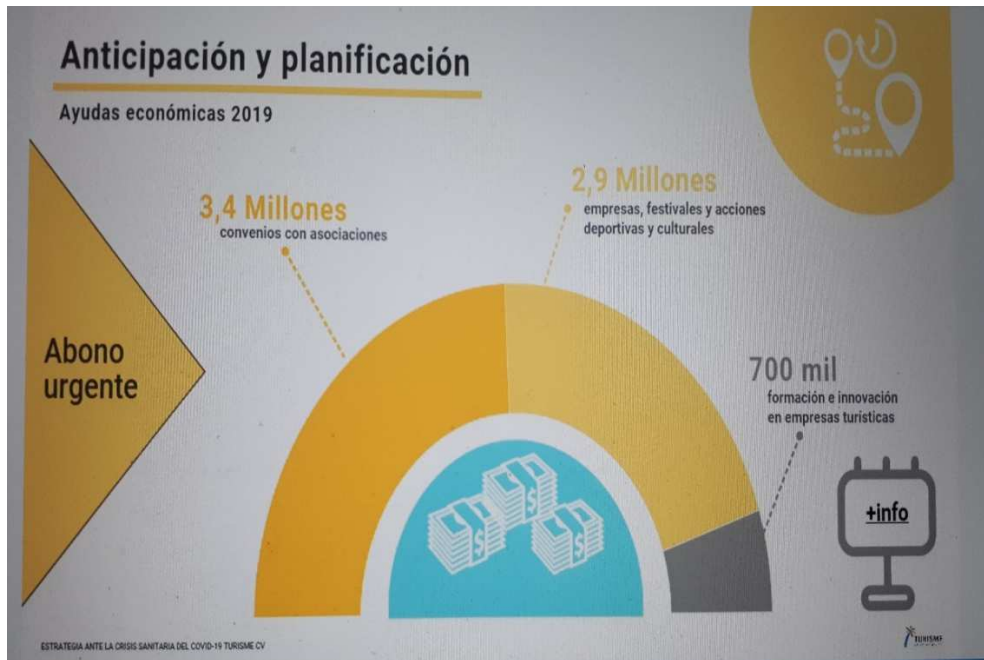 Anticipación y planificación
Ayudas económicas 2019
2,9 Millones
empresas, festivales y acciones
deportivas y culturales
3,4 Millones
convenios con asociaciones
Abono
urgente
700 mil
formación e innovación
en empresas turísticas
+info
ESTRATEGIA ANTE LA CRISIS SANITARIA DEL COVID-19 TURISME CV
TURISME